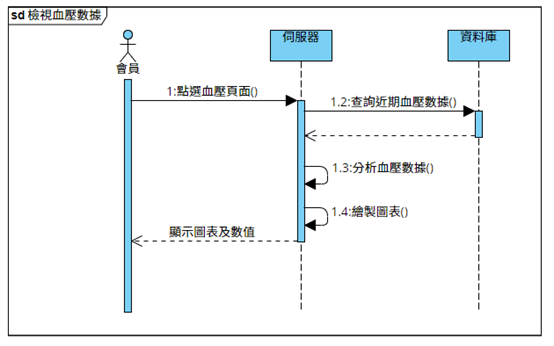 sd 檢視血壓數據
會員
伺服器
資料庫
1:點選血壓頁面()
1.2:查詢近期血壓數據()
1.3:分析血壓數據()
1.4:繪製圖表()
顯示圖表及數值